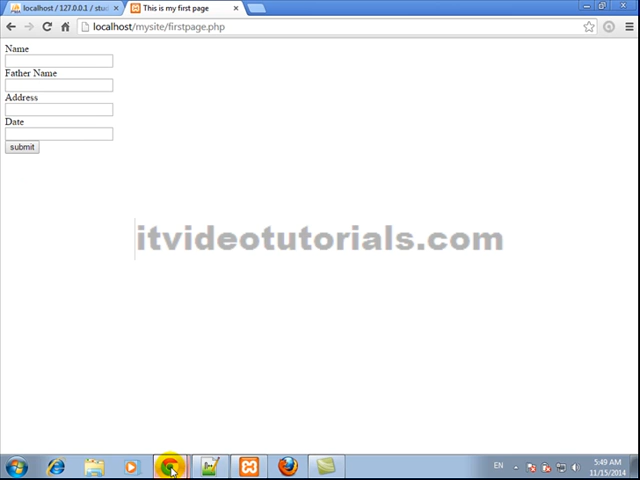 localhost / 127.0.0.1 / stud
This is my first page
localhost/mysite/firstpage.php
Name
Father Name
Address
Date
submit
itvideotutorials.com
EN
5:49 AM
11/15/2014